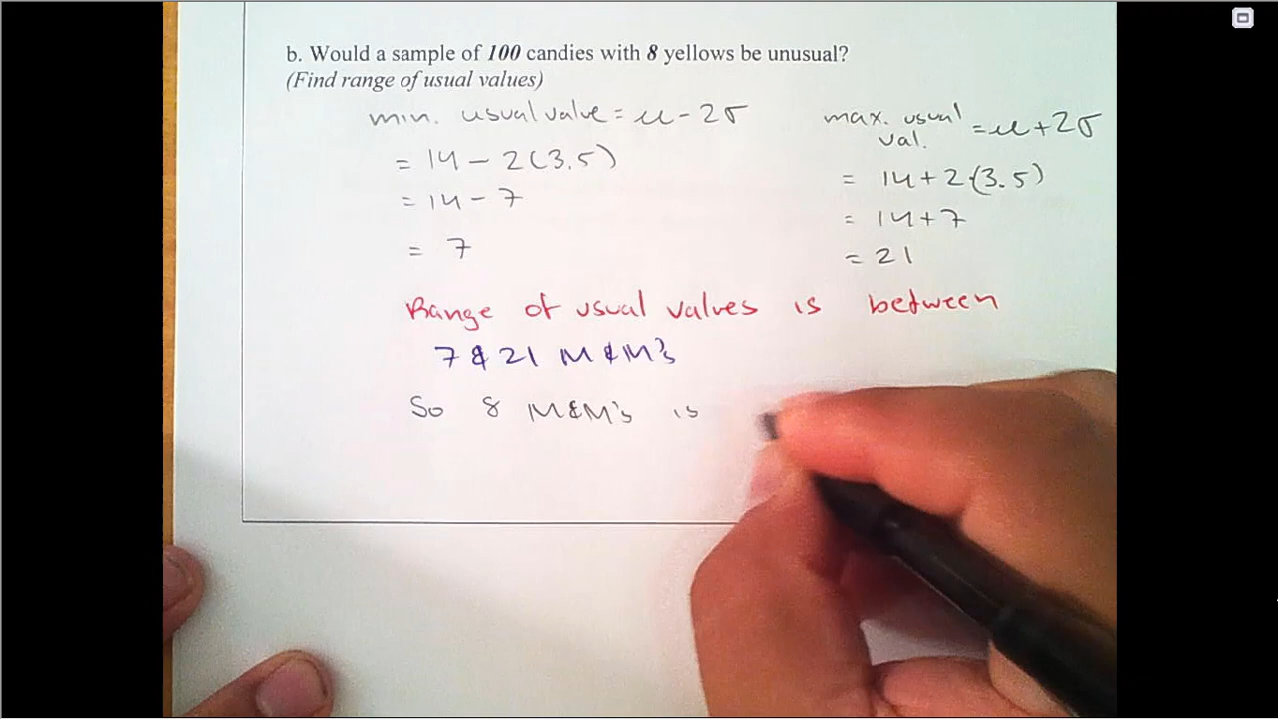 b. Would a sample of 100 candies with 8 yellows be unusual?
(Find range of usual values)
min. usual value = μ - 2σ
= 14 - 2(3.5)
= 14 - 7
= 7
max. usual val. = μ + 2σ
= 14 + 2(3.5)
= 14 + 7
= 21
Range of usual values is between
7 & 21 M&M's
So 8 M&M's is